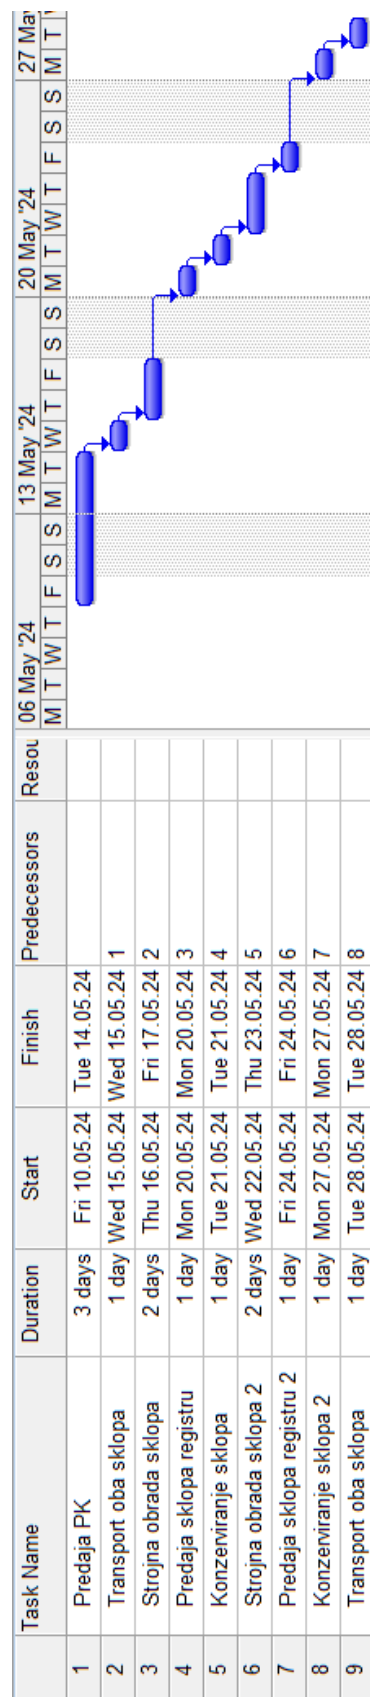 Task Name Duration Start Finish Predecessors Resou
1 Predaja PK 3 days Fri 10.05.24 Tue 14.05.24
2 Transport oba sklopa 1 day Wed 15.05.24 Wed 15.05.24 1
3 Strojna obrada sklopa 2 days Thu 16.05.24 Fri 17.05.24 2
4 Predaja sklopa registru 1 day Mon 20.05.24 Mon 20.05.24 3
5 Konzerviranje sklopa 1 day Tue 21.05.24 Tue 21.05.24 4
6 Strojna obrada sklopa 2 2 days Wed 22.05.24 Thu 23.05.24 5
7 Predaja sklopa registru 2 1 day Fri 24.05.24 Fri 24.05.24 6
8 Konzerviranje sklopa 2 1 day Mon 27.05.24 Mon 27.05.24 7
9 Transport oba sklopa 1 day Tue 28.05.24 Tue 28.05.24 8
06 May '24 13 May '24 20 May '24 27 May
M T W T F S S M T W T F S S M T W T F S S M T